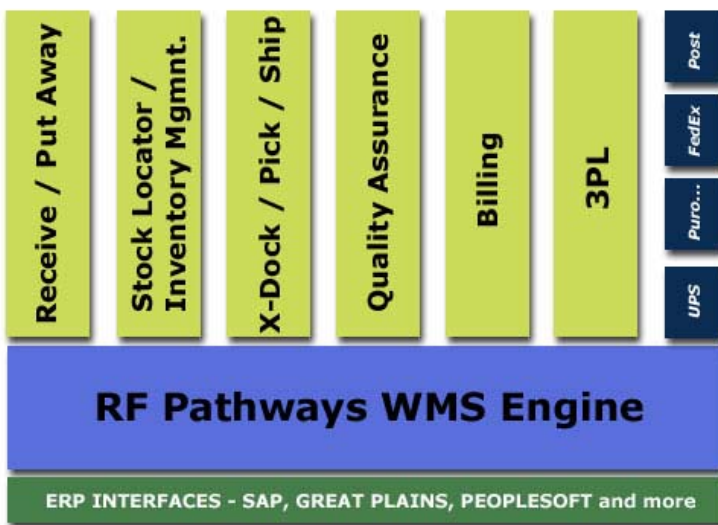 Receive / Put Away
Stock Locator /
Inventory Mgmnt.
X-Dock / Pick / Ship
Quality Assurance
Billing
3PL
Post
FedEx
Puro...
UPS
RF Pathways WMS Engine
ERP INTERFACES - SAP, GREAT PLAINS, PEOPLESOFT and more